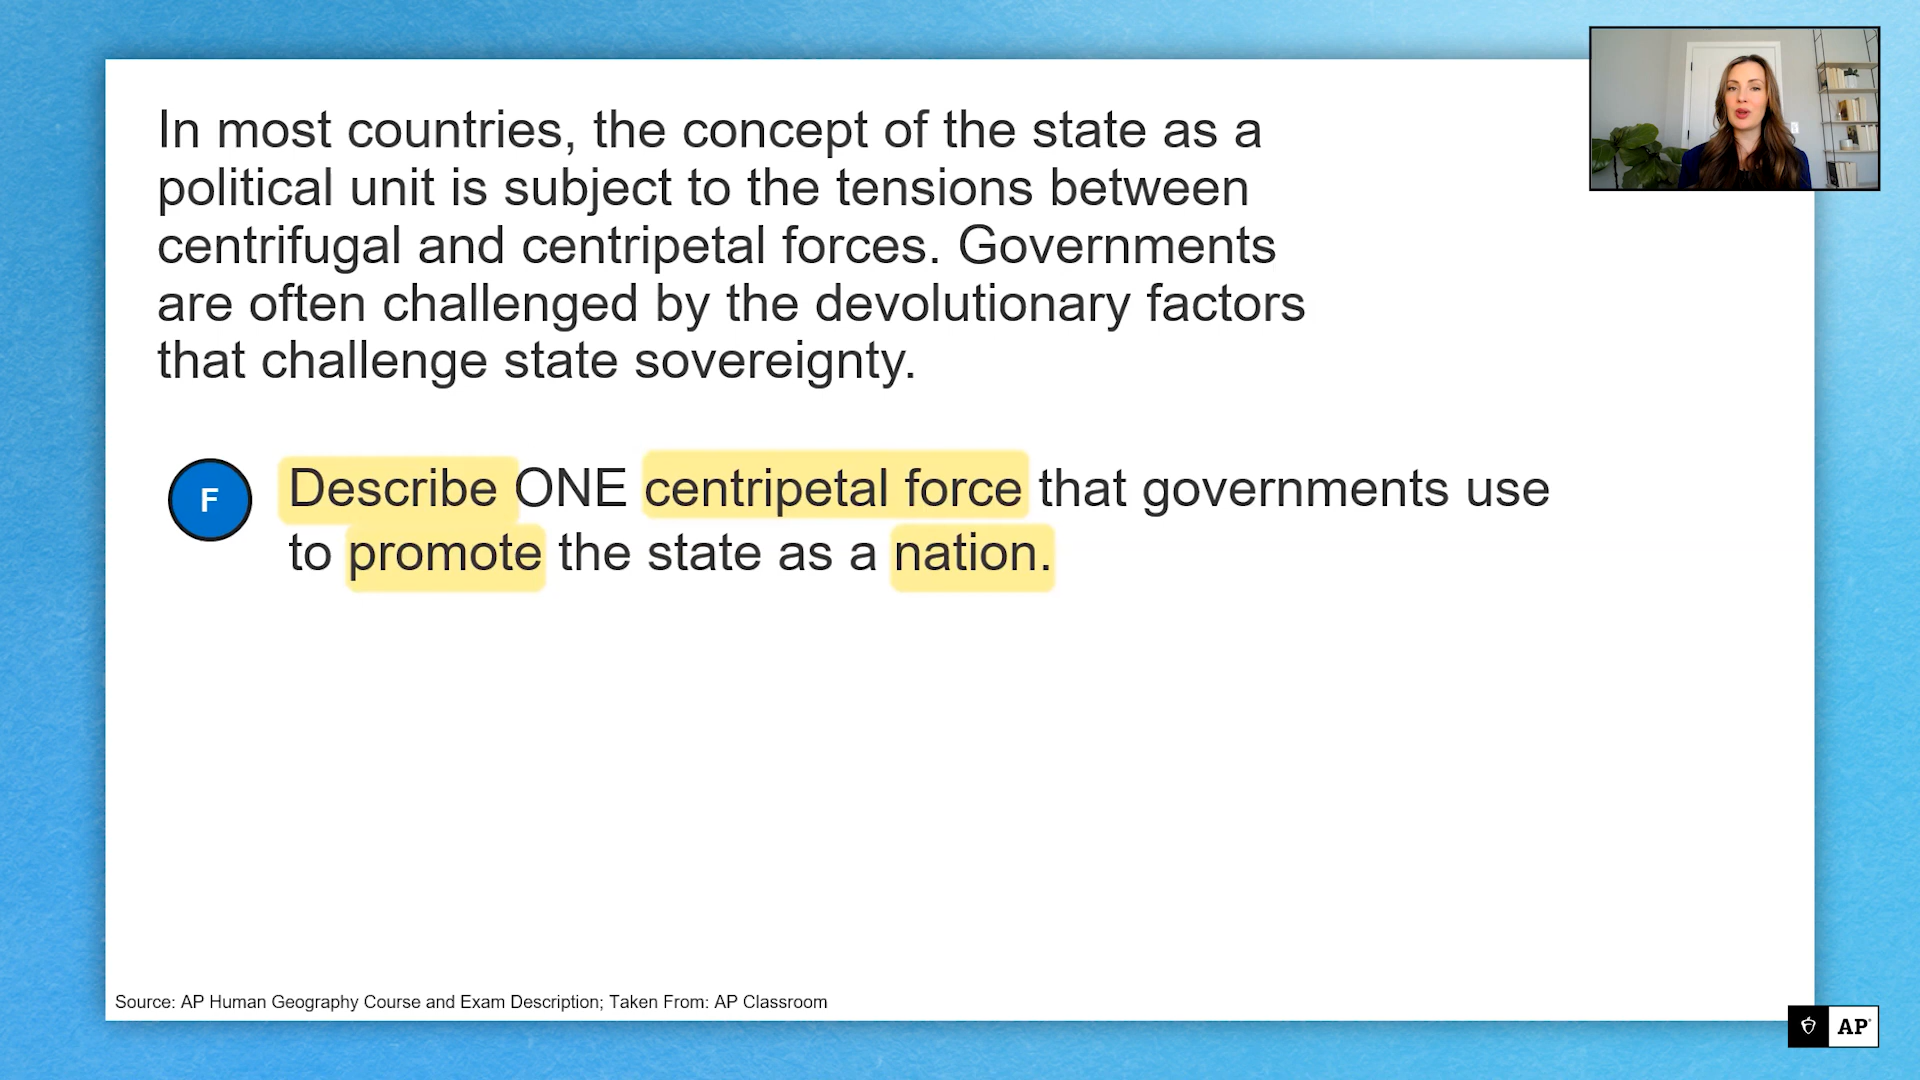 In most countries, the concept of the state as a
political unit is subject to the tensions between
centrifugal and centripetal forces. Governments
are often challenged by the devolutionary factors
that challenge state sovereignty.
F
Describe ONE centripetal force that governments use
to promote the state as a nation.
Source: AP Human Geography Course and Exam Description; Taken From: AP Classroom
AP